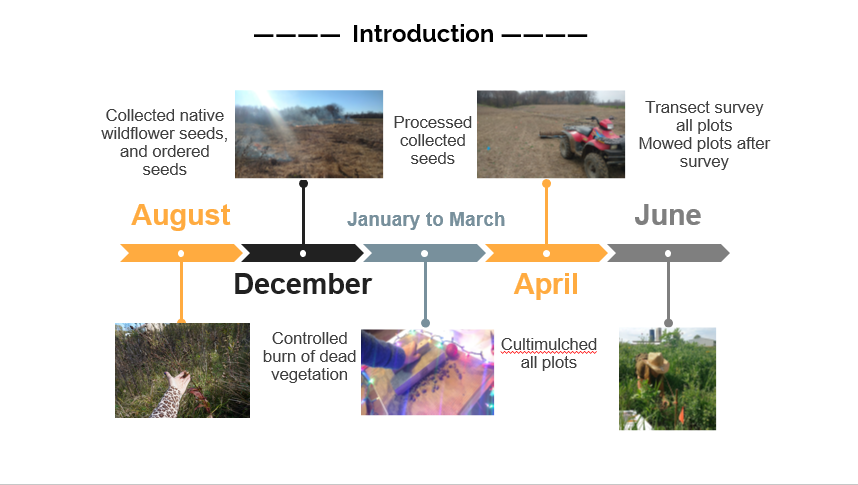 ———— Introduction ————
Collected native
wildflower seeds,
and ordered
seeds
Processed
collected
seeds
Transect survey
all plots
Mowed plots after
survey
August
January to March
June
December
April
Controlled
burn of dead
vegetation
Cultimulched
all plots